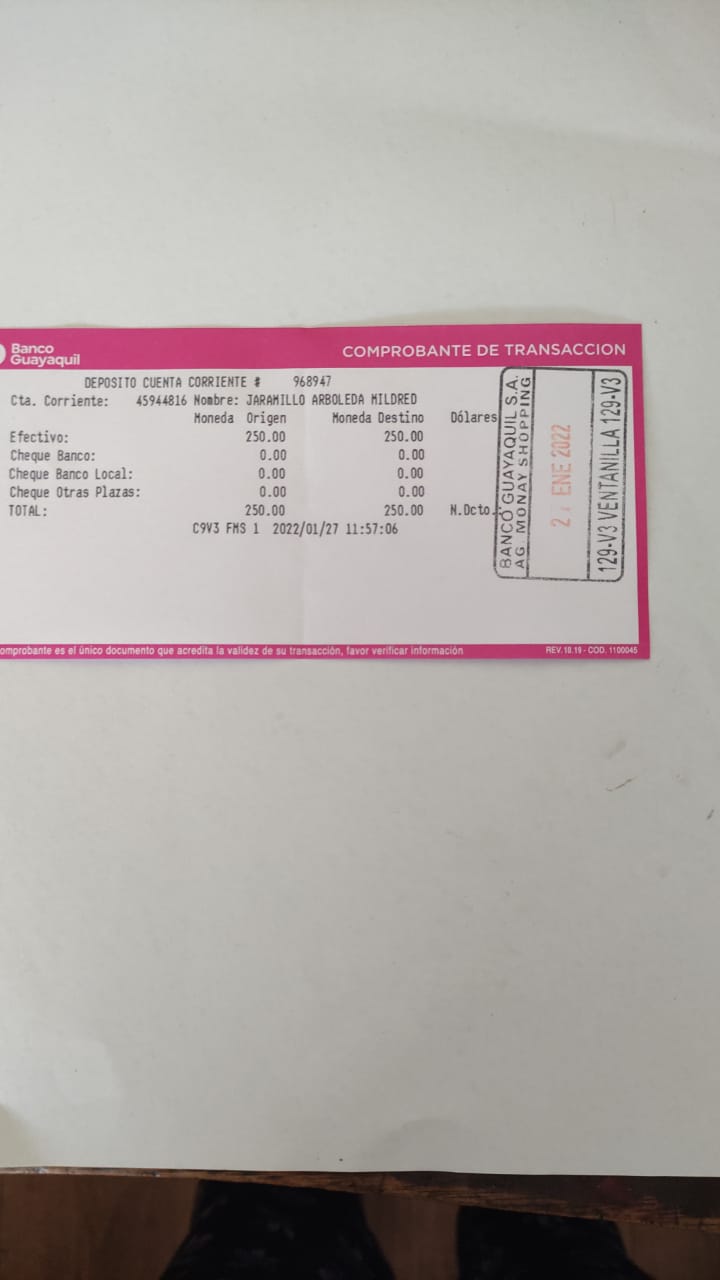 Banco
Guayaquil
COMPROBANTE DE TRANSACCION
DEPOSITO CUENTA CORRIENTE # 968947
Cta. Corriente: 45944816 Nombre: JARAMILLO ARBOLEDA MILDRED
Moneda Origen Moneda Destino Dólares
Efectivo: 250.00 250.00
Cheque Banco: 0.00 0.00
Cheque Banco Local: 0.00 0.00
Cheque Otras Plazas: 0.00 0.00
TOTAL: 250.00 250.00 N.Dcto.:
C9V3 FMS 1 2022/01/27 11:57:06
BANCO GUAYAQUIL S.A.
AG. MONAY SHOPPING
ENE 2022
129-V3 VENTANILLA 129-V3
omprobante es el único documento que acredita la validez de su transacción, favor verificar información
REV.10.19 - COD. 1100045